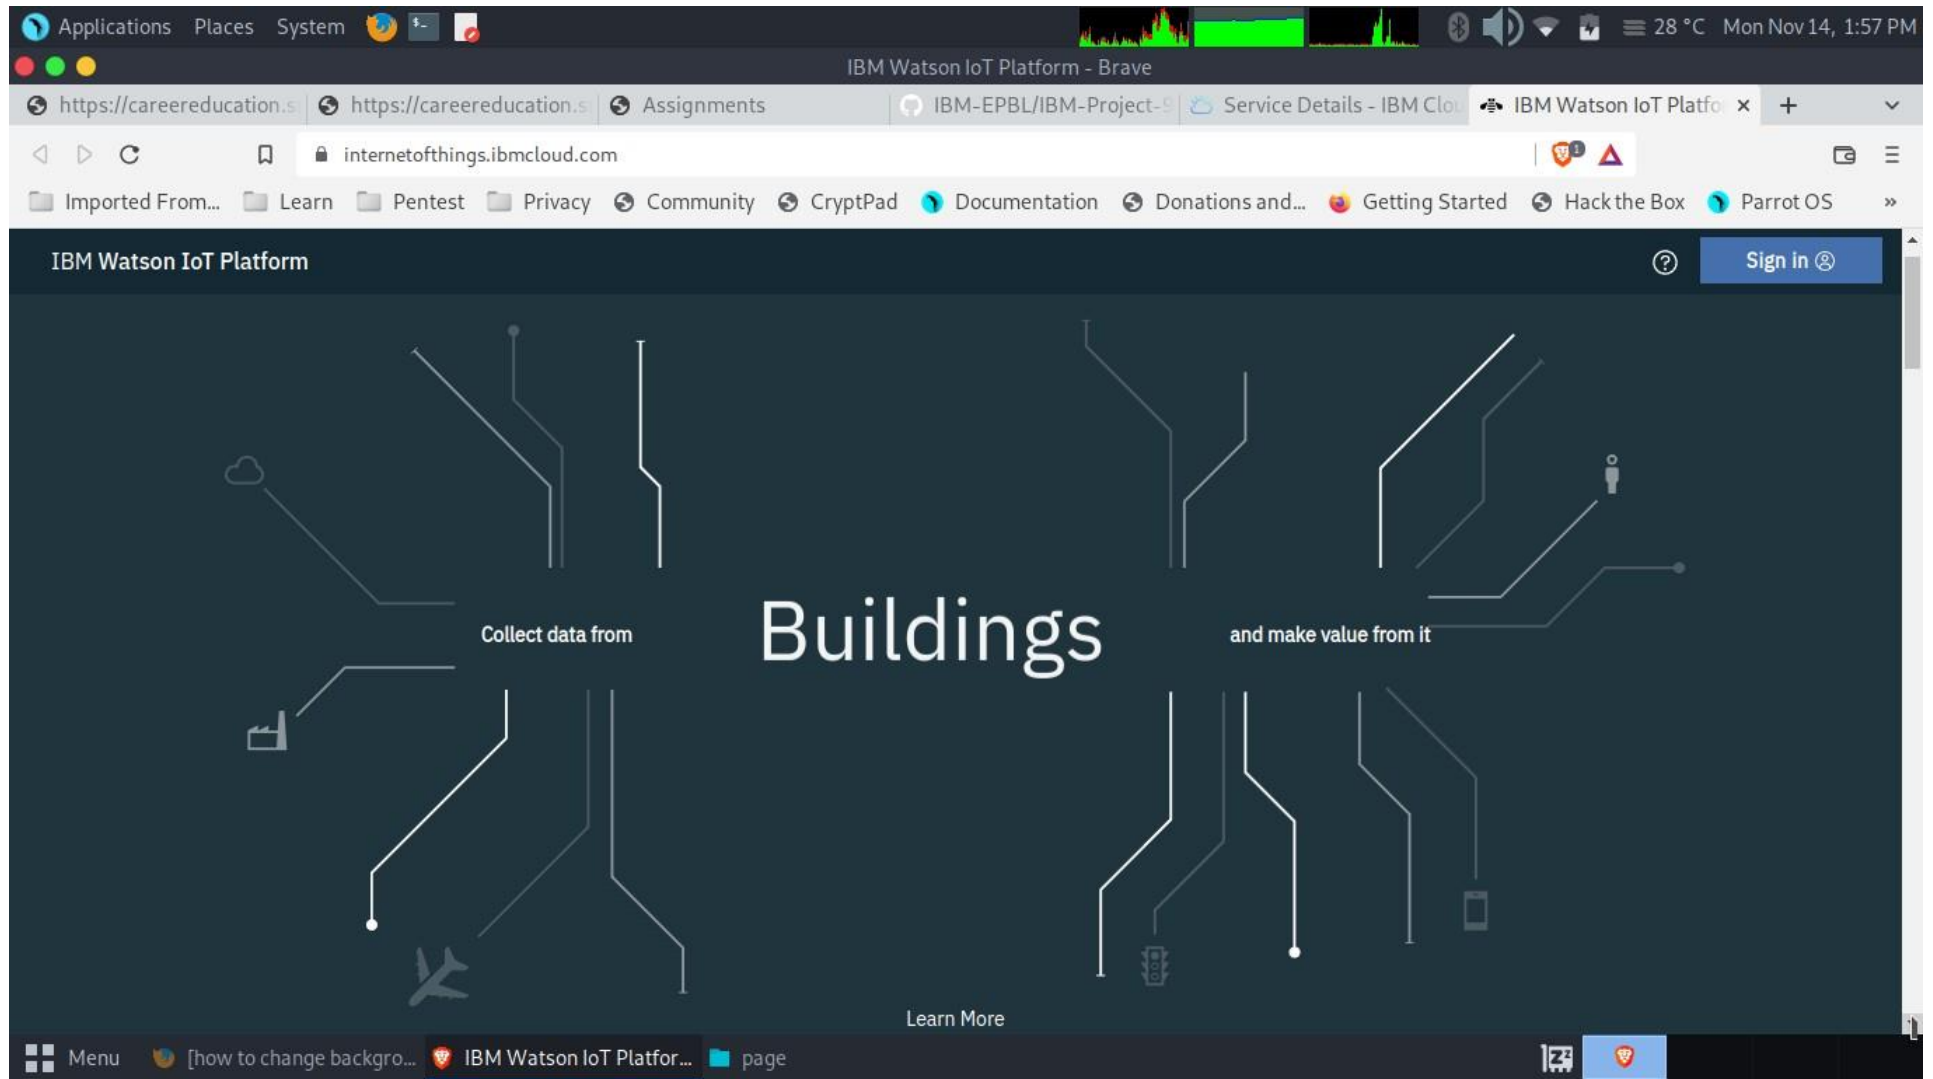 Applications Places System 28 °C Mon Nov 14, 1:57 PM
IBM Watson IoT Platform - Brave
https://careereducation.s https://careereducation.s Assignments IBM-EPBL/IBM-Project-9 Service Details - IBM Clou IBM Watson IoT Platfo
internetofthings.ibmcloud.com 1
Imported From... Learn Pentest Privacy Community CryptPad Documentation Donations and... Getting Started Hack the Box Parrot OS »
IBM Watson IoT Platform Sign in
Collect data from Buildings and make value from it
Learn More
Menu [how to change backgro... IBM Watson IoT Platfor... page